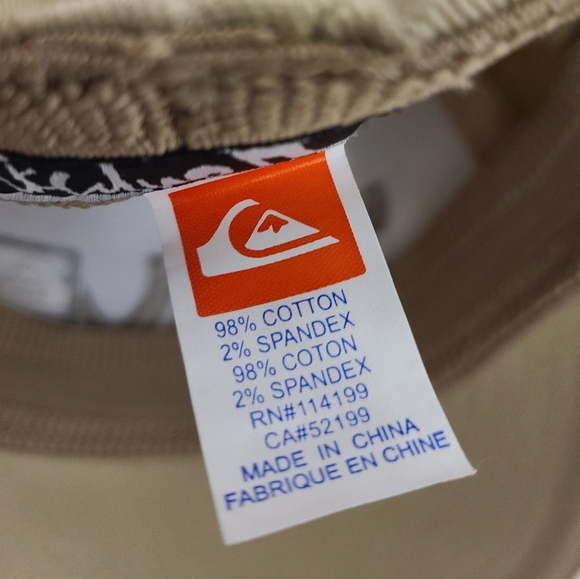 98% COTTON
2% SPANDEX
98% COTON
2% SPANDEX
RN#114199
CA#52199
MADE IN CHINA
FABRIQUE EN CHINE